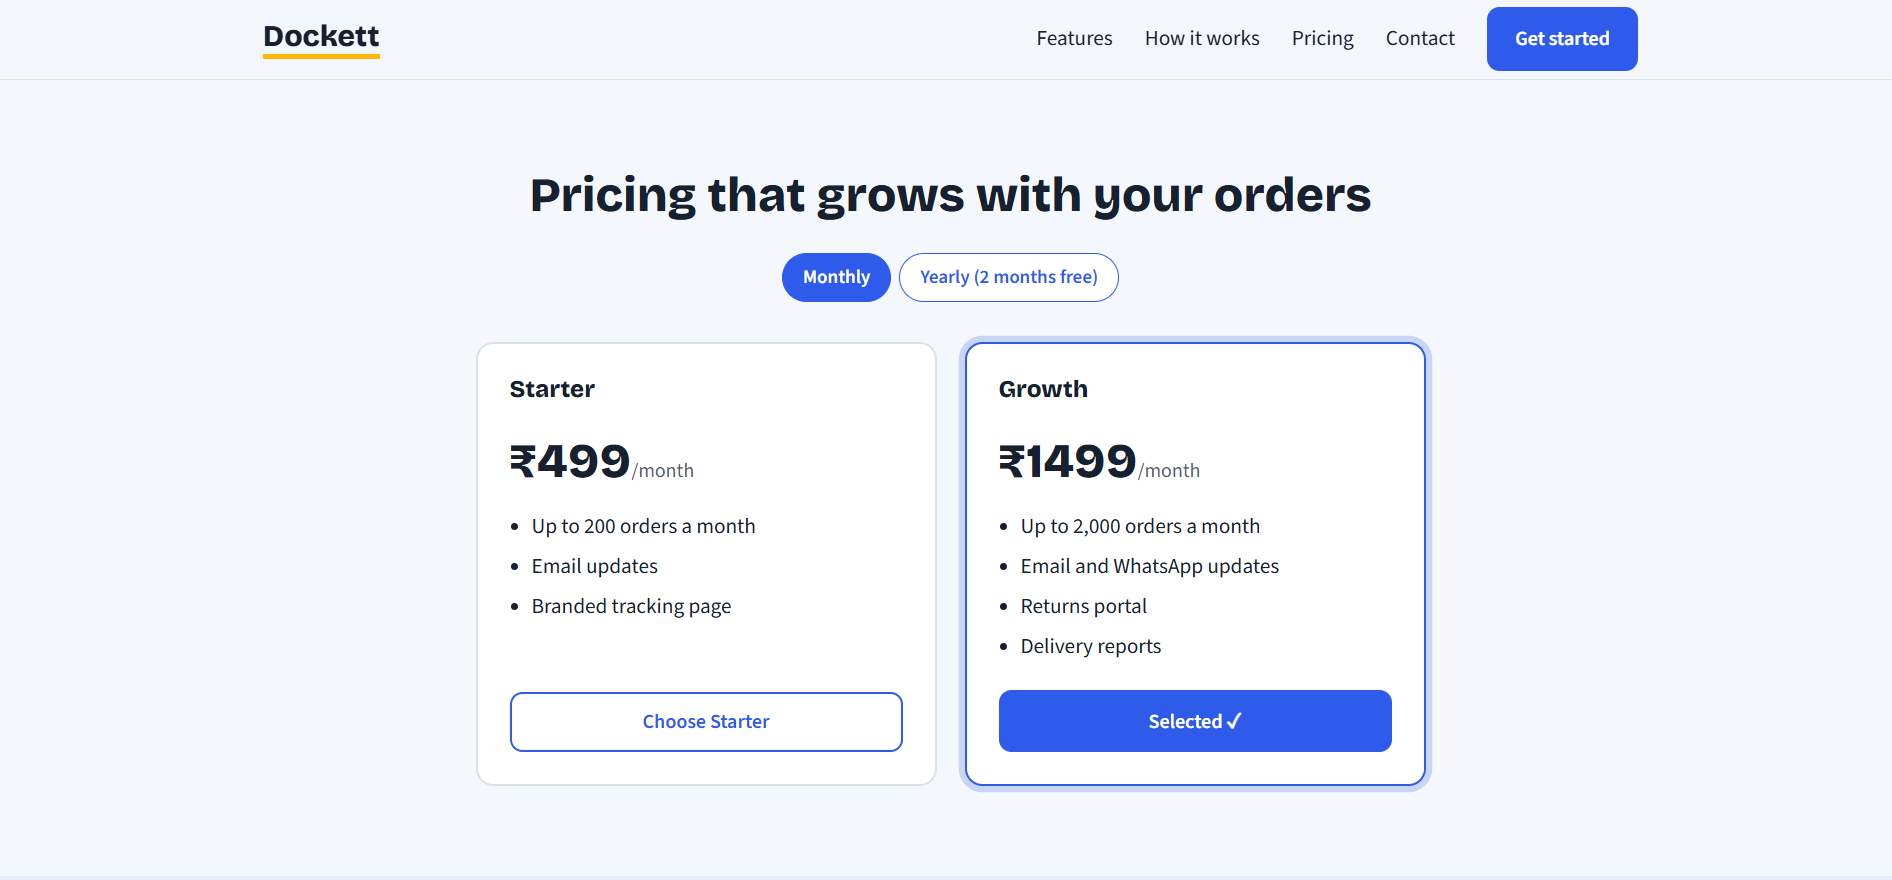 Dockett
Features How it works Pricing Contact Get started
Pricing that grows with your orders
Monthly Yearly (2 months free)
Starter
₹499/month
Up to 200 orders a month
Email updates
Branded tracking page
Choose Starter
Growth
₹1499/month
Up to 2,000 orders a month
Email and WhatsApp updates
Returns portal
Delivery reports
Selected ✓